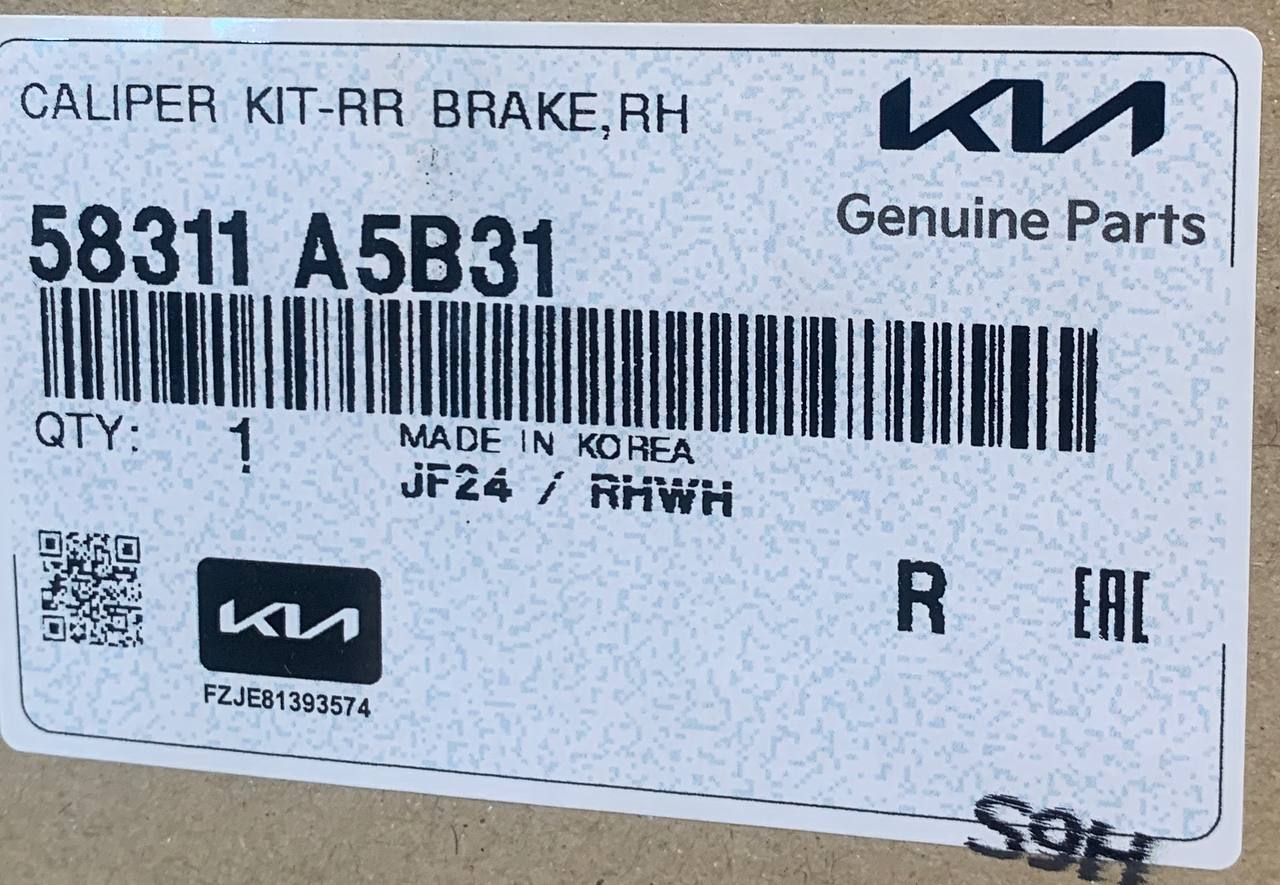 CALIPER KIT-RR BRAKE,RH
KIA
Genuine Parts
58311 A5B31
QTY: 1
MADE IN KOREA
JF24 / RHWH
R EAC
KIA
FZJE81393574
S9H